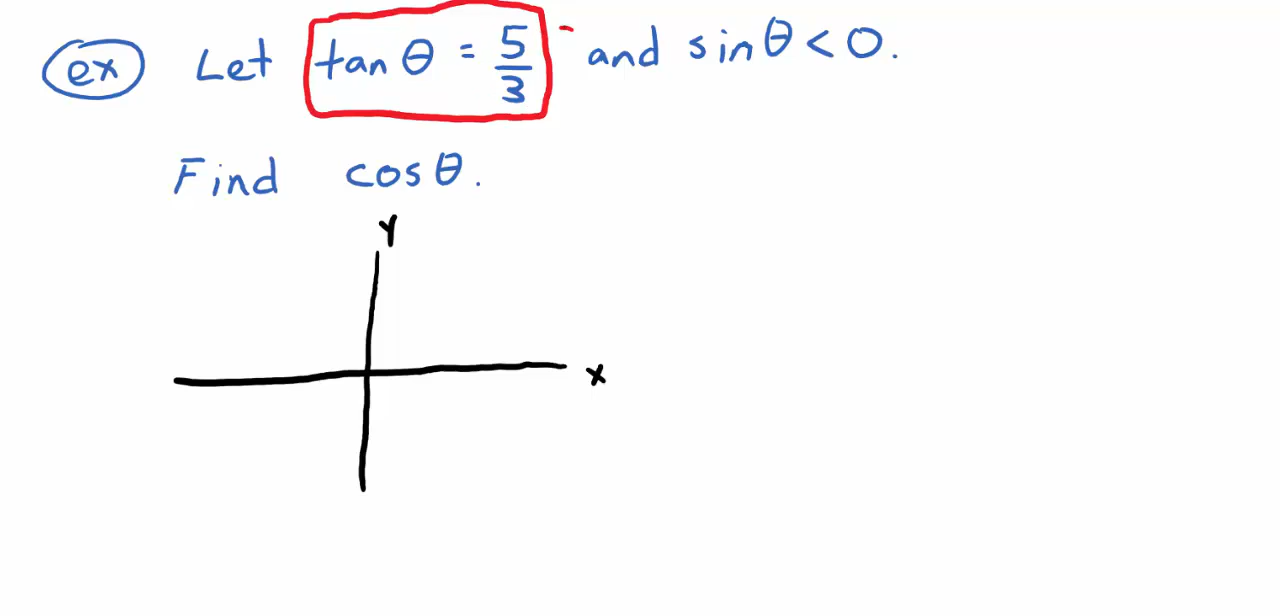 ex Let tan θ = 5/3 and sin θ < 0.
Find cos θ.
Y
X